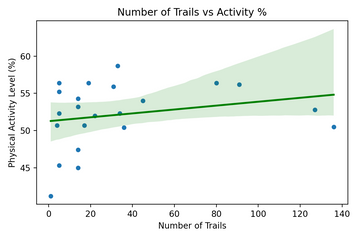 Number of Trails vs Activity %
Physical Activity Level (%)
60
55
50
45
0 20 40 60 80 100 120 140
Number of Trails